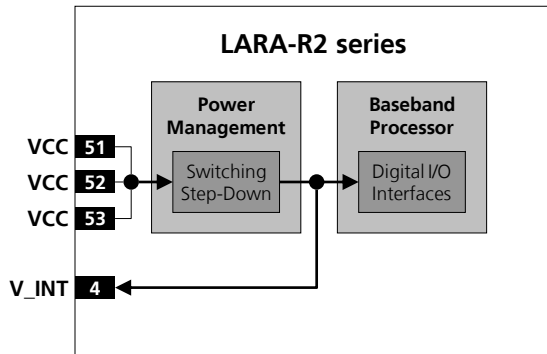 LARA-R2 series
Power
Management
Baseband
Processor
Switching
Step-Down
Digital I/O
Interfaces
VCC 51
VCC 52
VCC 53
V_INT 4